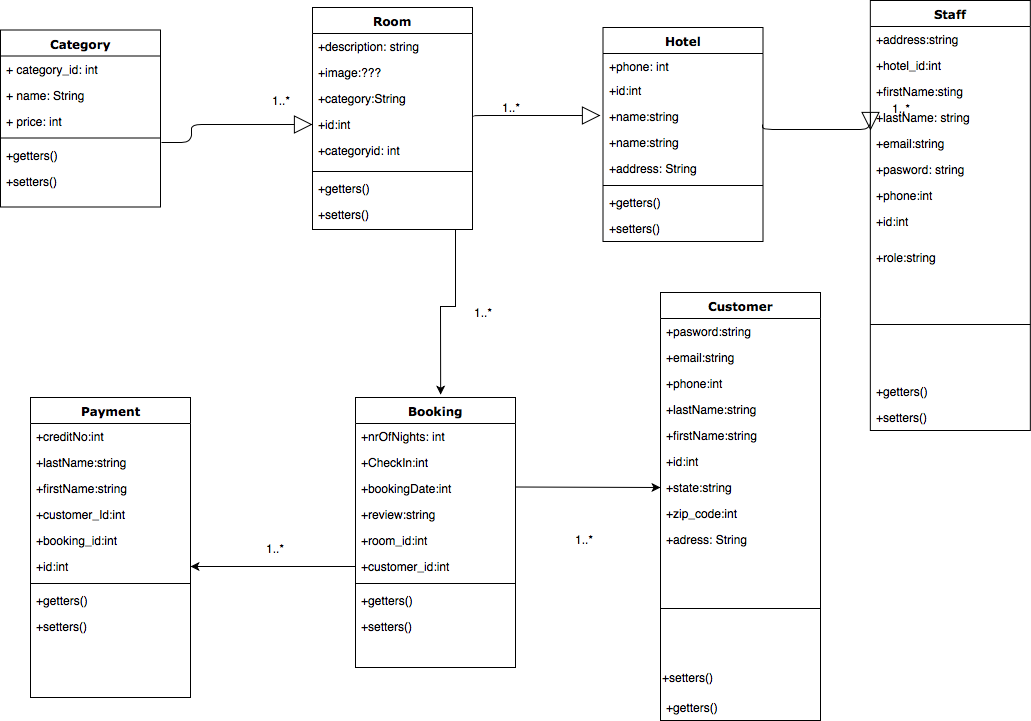 Category
+ category_id: int
+ name: String
+ price: int
+getters()
+setters()
1..*
Room
+description: string
+image:???
+category:String
+id:int
+categoryid: int
+getters()
+setters()
1..*
Hotel
+phone: int
+id:int
+name:string
+name:string
+address: String
+getters()
+setters()
1..*
Staff
+address:string
+hotel_id:int
+firstName:sting
+lastName: string
+email:string
+pasword: string
+phone:int
+id:int
+role:string
+getters()
+setters()
1..*
Payment
+creditNo:int
+lastName:string
+firstName:string
+customer_Id:int
+booking_id:int
+id:int
+getters()
+setters()
1..*
Booking
+nrOfNights: int
+CheckIn:int
+bookingDate:int
+review:string
+room_id:int
+customer_id:int
+getters()
+setters()
1..*
Customer
+pasword:string
+email:string
+phone:int
+lastName:string
+firstName:string
+id:int
+state:string
+zip_code:int
+adress: String
+setters()
+getters()